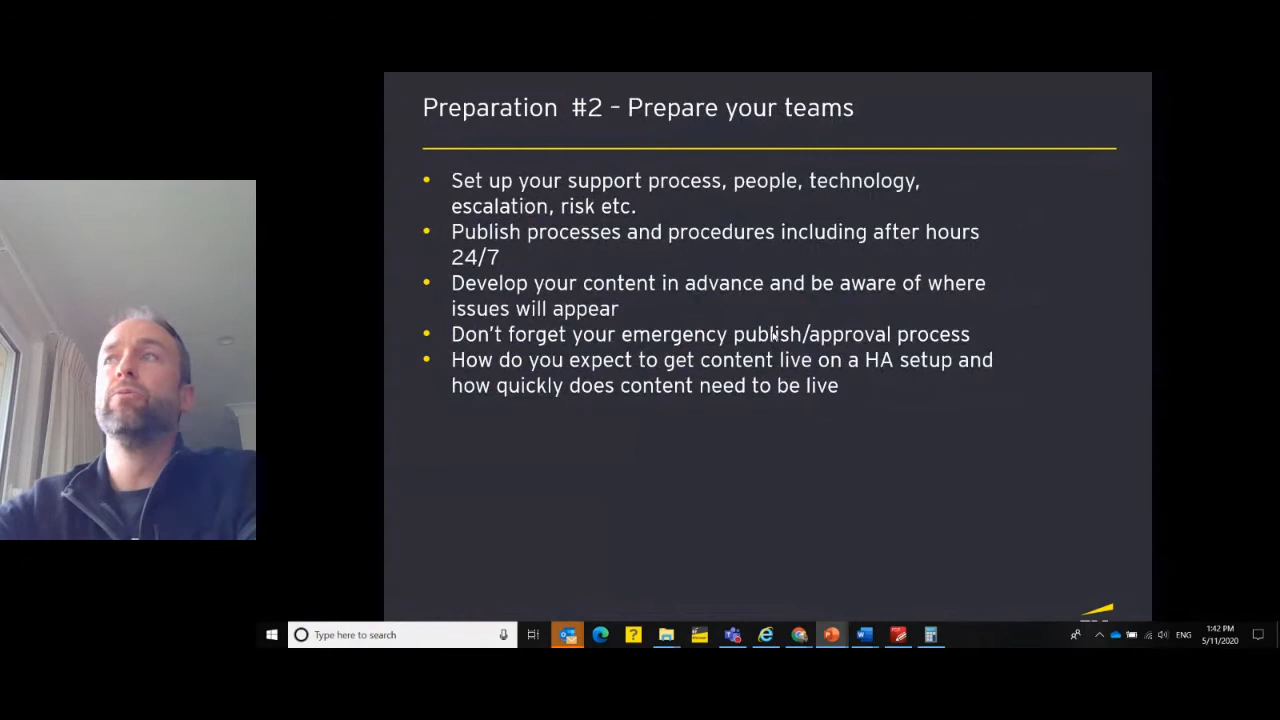 Preparation #2 – Prepare your teams
• Set up your support process, people, technology,
escalation, risk etc.
• Publish processes and procedures including after hours
24/7
• Develop your content in advance and be aware of where
issues will appear
• Don't forget your emergency publish/approval process
• How do you expect to get content live on a HA setup and
how quickly does content need to be live
Type here to search
ENG
1:42 PM
5/11/2020